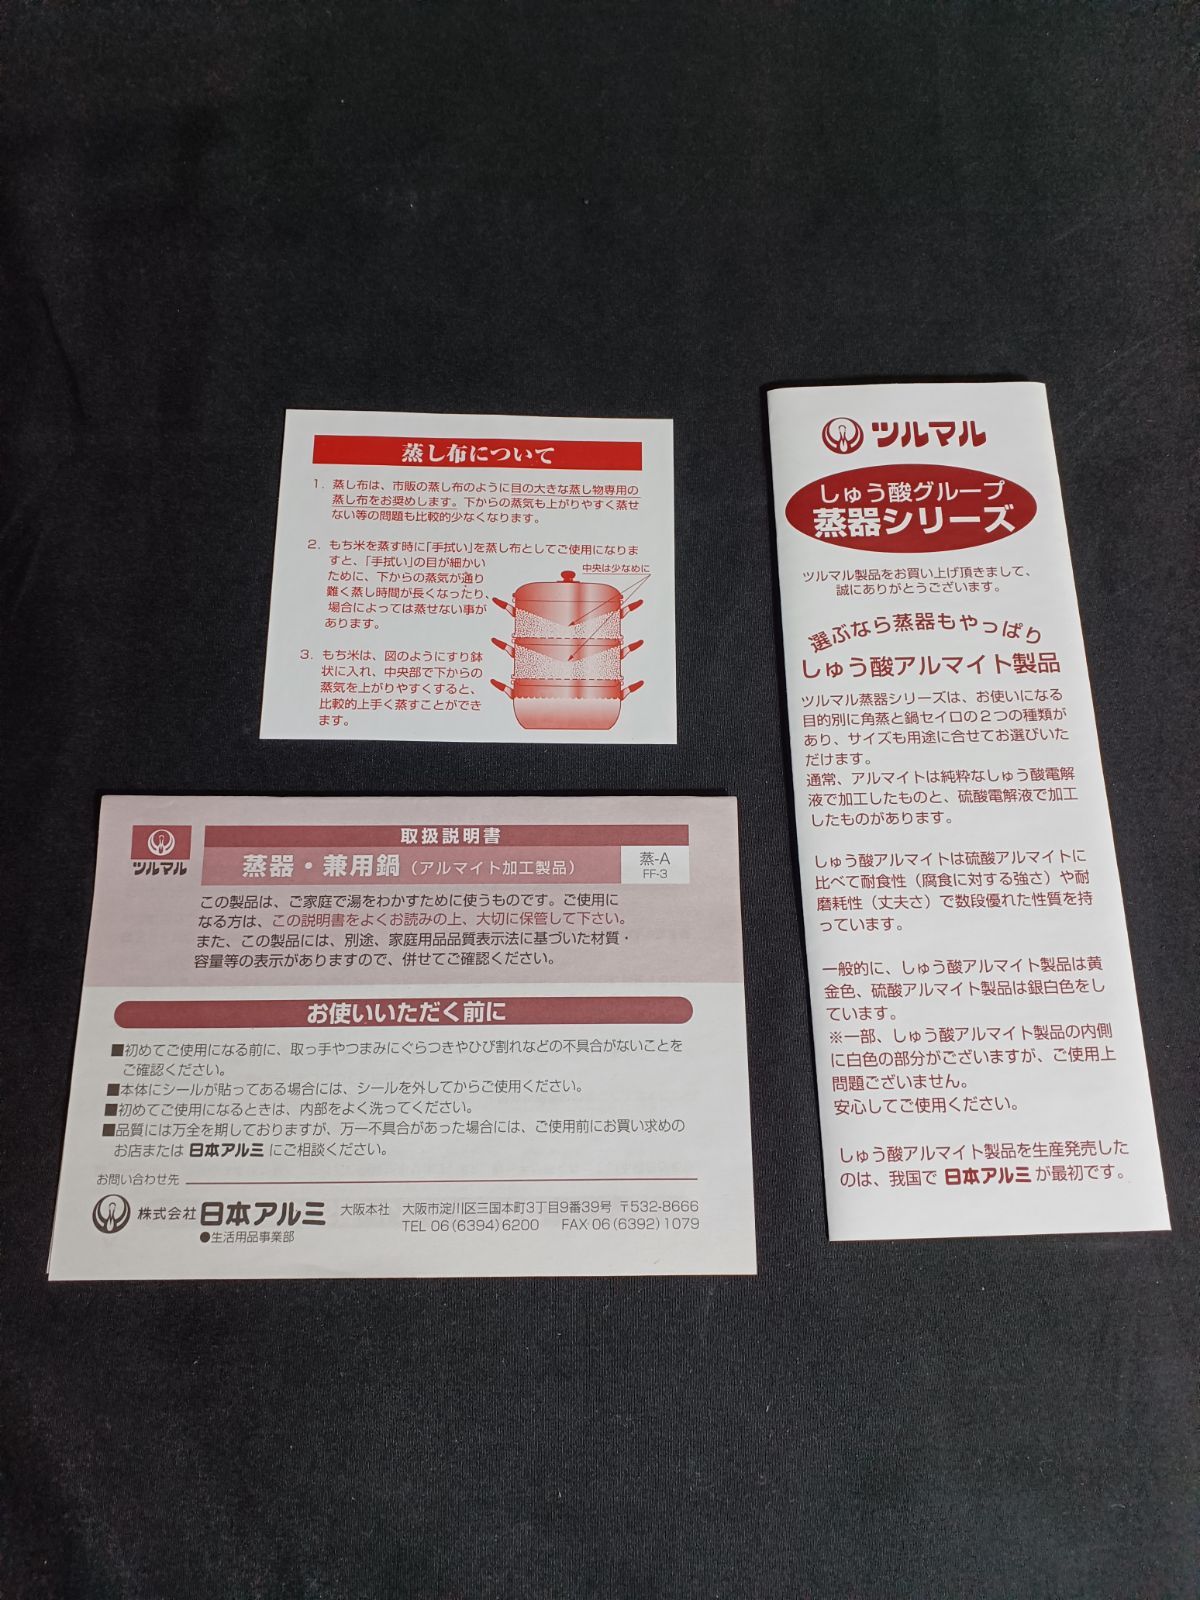 蒸し布について
1. 蒸し布は、市販の蒸し布のように目の大きな蒸し物専用の
蒸し布をお奨めします。下からの蒸気も上がりやすく蒸せ
ない等の問題も比較的少なくなります。
2. もち米を蒸す時に「手拭い」を蒸し布としてご使用になりま
すと、「手拭い」の目が細かい
ために、下からの蒸気が通り
難く蒸し時間が長くなったり、
場合によっては蒸せない事が
あります。
中央は少なめに
3. もち米は、図のようにすり鉢
状に入れ、中央部で下からの
蒸気を上がりやすくすると、
比較的上手く蒸すことができ
ます。
ツルマル
取扱説明書
蒸器・兼用鍋（アルマイト加工製品）
蒸-A
FF-3
この製品は、ご家庭で湯をわかすために使うものです。ご使用に
なる方は、この説明書をよくお読みの上、大切に保管して下さい。
また、この製品には、別途、家庭用品品質表示法に基づいた材質・
容量等の表示がありますので、併せてご確認ください。
お使いいただく前に
■初めてご使用になる前に、取っ手やつまみにぐらつきやひび割れなどの不具合がないことを
ご確認ください。
■本体にシールが貼ってある場合には、シールを外してからご使用ください。
■初めてご使用になるときは、内部をよく洗ってください。
■品質には万全を期しておりますが、万一不具合があった場合には、ご使用前にお買い求めの
お店または 日本アルミ にご相談ください。
お問い合わせ先
株式会社 日本アルミ 大阪本社 大阪市淀川区三国本町3丁目9番39号 〒532-8666
●生活用品事業部 TEL 06(6394)6200 FAX 06(6392)1079
ツルマル
しゅう酸グループ
蒸器シリーズ
ツルマル製品をお買い上げ頂きまして、
誠にありがとうございます。
選ぶなら蒸器もやっぱり
しゅう酸アルマイト製品
ツルマル蒸器シリーズは、お使いになる
目的別に角蒸と鍋セイロの2つの種類が
あり、サイズも用途に合せてお選びいた
だけます。
通常、アルマイトは純粋なしゅう酸電解
液で加工したものと、硫酸電解液で加工
したものがあります。
しゅう酸アルマイトは硫酸アルマイトに
比べて耐食性（腐食に対する強さ）や耐
磨耗性（丈夫さ）で数段優れた性質を持
っています。
一般的に、しゅう酸アルマイト製品は黄
金色、硫酸アルマイト製品は銀白色をし
ています。
※一部、しゅう酸アルマイト製品の内側
に白色の部分がございますが、ご使用上
問題ございません。
安心してご使用ください。
しゅう酸アルマイト製品を生産発売した
のは、我国で 日本アルミ が最初です。